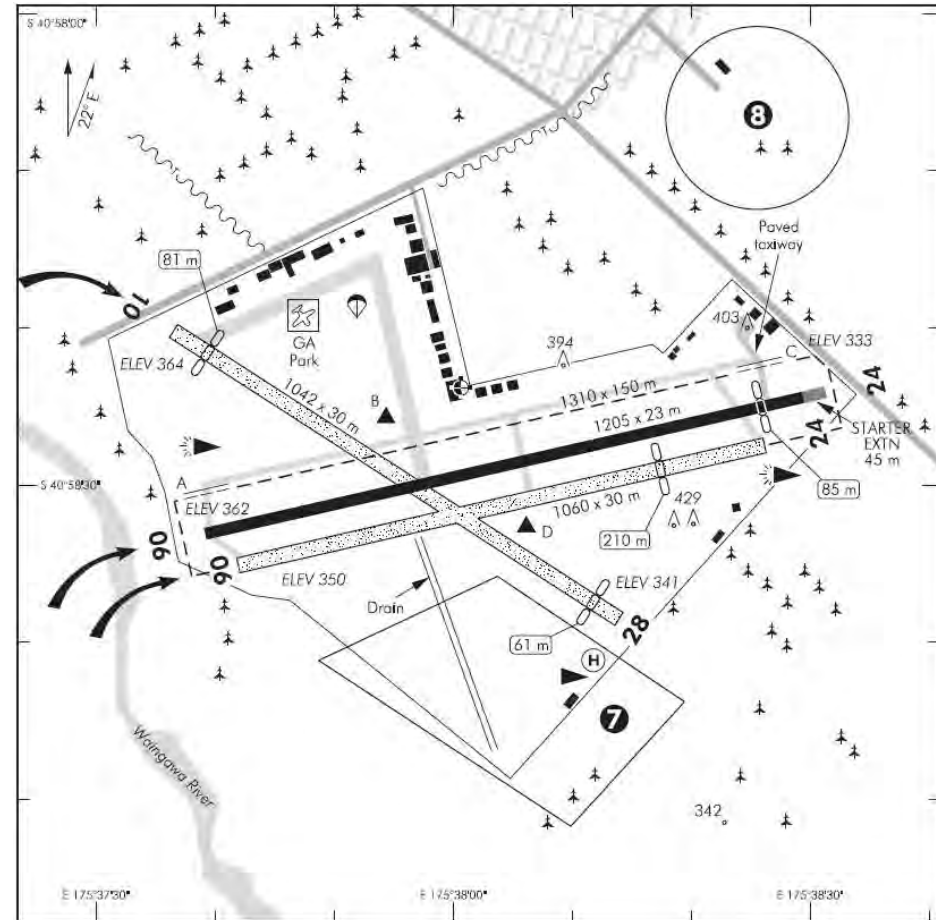 S 40°58'00"
22° E
8
Paved
taxiway
81 m
10
GA
Park
ELEV 364
403
ELEV 333
394
C
24
1042 x 30 m
B
1310 x 150 m
1205 x 23 m
STARTER
EXTN
45 m
24
S 40°58'30"
A
ELEV 362
1060 x 30 m
429
85 m
210 m
D
06
06
ELEV 350
ELEV 341
Drain
28
61 m
H
7
Waingawa River
342
E 175°37'30"
E 175°38'00"
E 175°38'30"